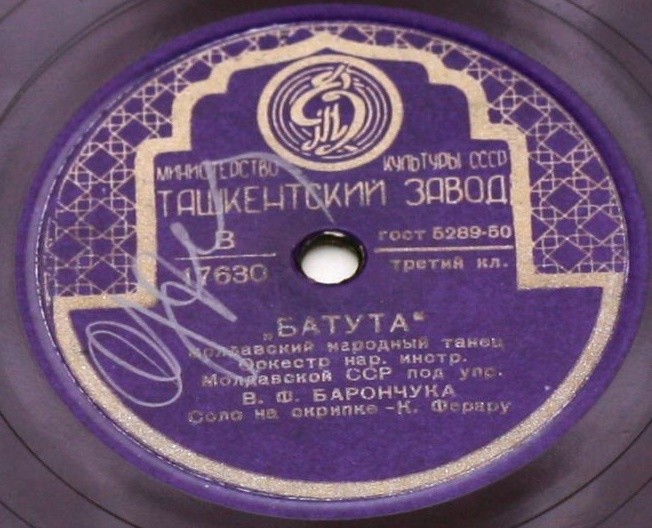 МИНИСТЕРСТВО КУЛЬТУРЫ СССР
ТАШКЕНТСКИЙ ЗАВОД
В ГОСТ 5289-50
17630 третий кл.
„БАТУТА“
Молдавский народный танец
Оркестр нар. инстр.
Молдавской ССР под упр.
В. Ф. БАРОНЧУКА
Соло на скрипке - К. Ферару